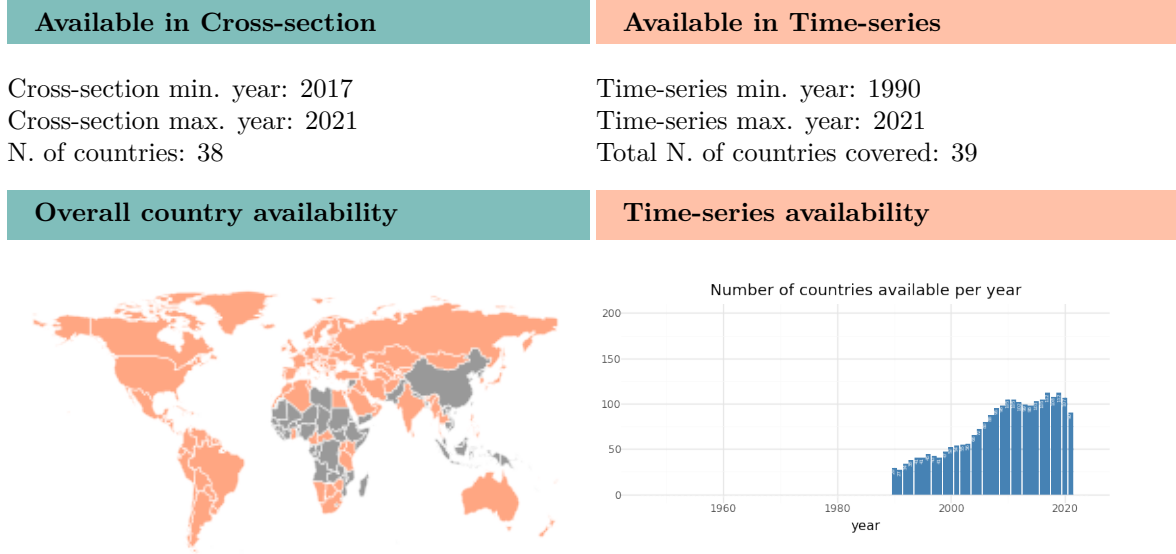 Available in Cross-section
Available in Time-series
Cross-section min. year: 2017
Cross-section max. year: 2021
N. of countries: 38
Time-series min. year: 1990
Time-series max. year: 2021
Total N. of countries covered: 39
Overall country availability
Time-series availability
Number of countries available per year
200
150
100
50
0
1960
1980
2000
2020
year